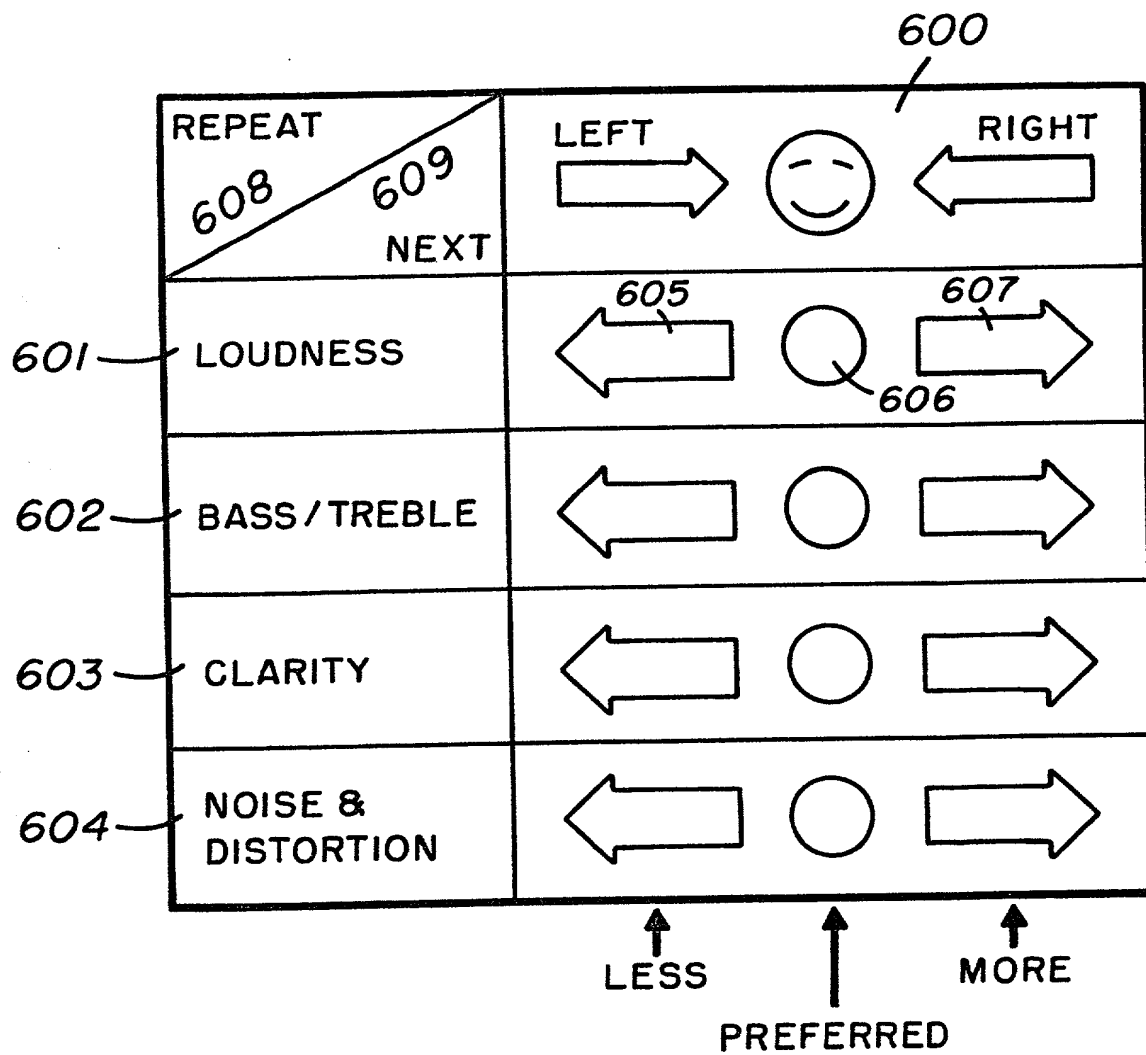 600
REPEAT
LEFT
RIGHT
608
609
NEXT
605
607
601
LOUDNESS
606
602
BASS/TREBLE
603
CLARITY
604
NOISE &
DISTORTION
LESS
MORE
PREFERRED